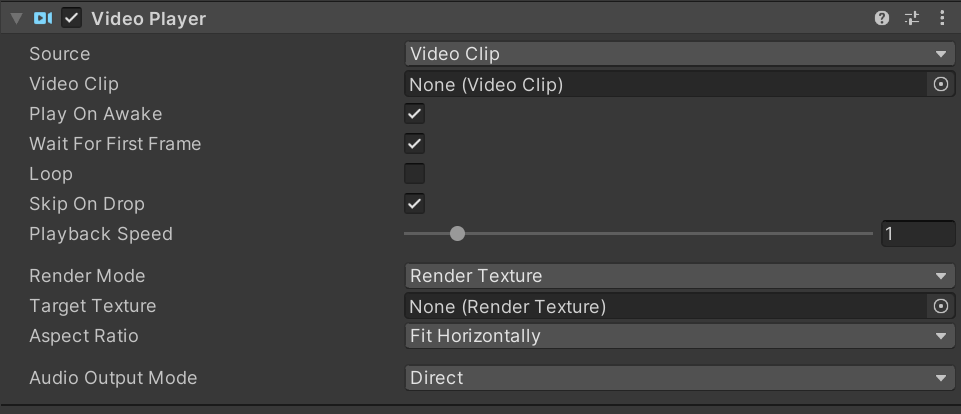 Video Player
Source Video Clip
Video Clip None (Video Clip)
Play On Awake
Wait For First Frame
Loop
Skip On Drop
Playback Speed 1
Render Mode Render Texture
Target Texture None (Render Texture)
Aspect Ratio Fit Horizontally
Audio Output Mode Direct